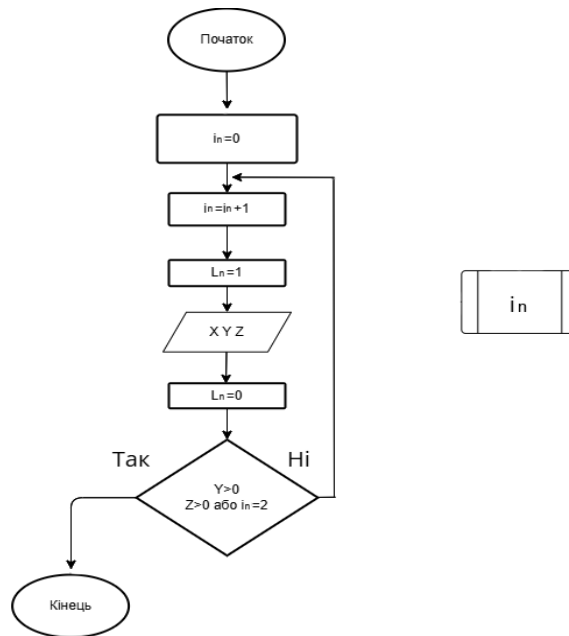 Початок
iₙ=0
iₙ=iₙ+1
Lₙ=1
iₙ
X Y Z
Lₙ=0
Так
Ні
Y>0
Z>0 або iₙ=2
Кінець